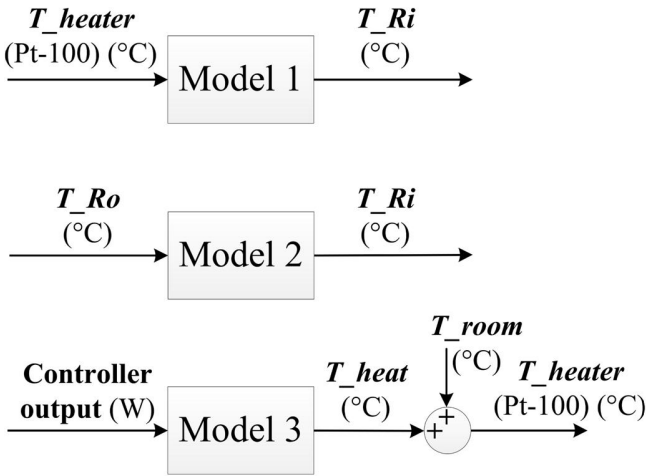 T_heater
(Pt-100) (°C)
Model 1
T_Ri
(°C)
T_Ro
(°C)
Model 2
T_Ri
(°C)
Controller
output (W)
Model 3
T_heat
(°C)
T_room
(°C)
+
+
T_heater
(Pt-100) (°C)